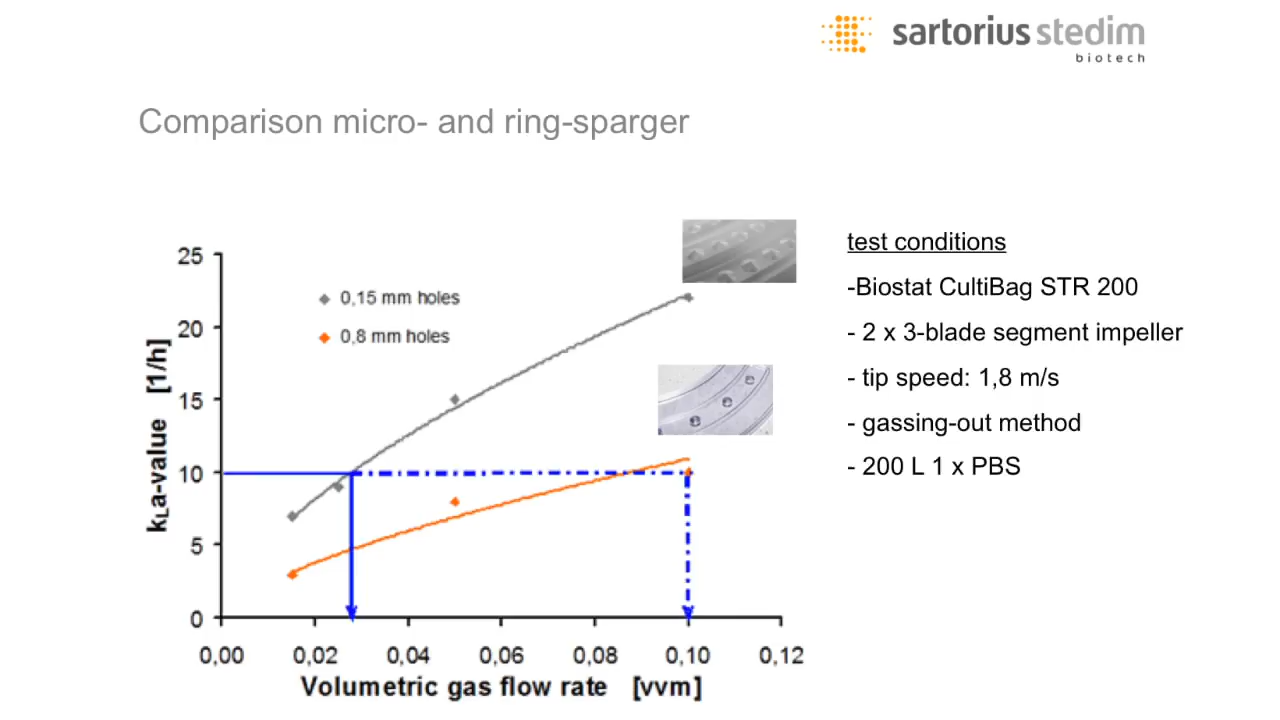 sartorius stedim
biotech
Comparison micro- and ring-sparger
test conditions
-Biostat CultiBag STR 200
- 2 x 3-blade segment impeller
- tip speed: 1,8 m/s
- gassing-out method
- 200 L 1 x PBS
0,15 mm holes
0,8 mm holes
kLa-value [1/h]
25
20
15
10
5
0
0,00 0,02 0,04 0,06 0,08 0,10 0,12
Volumetric gas flow rate [vvm]